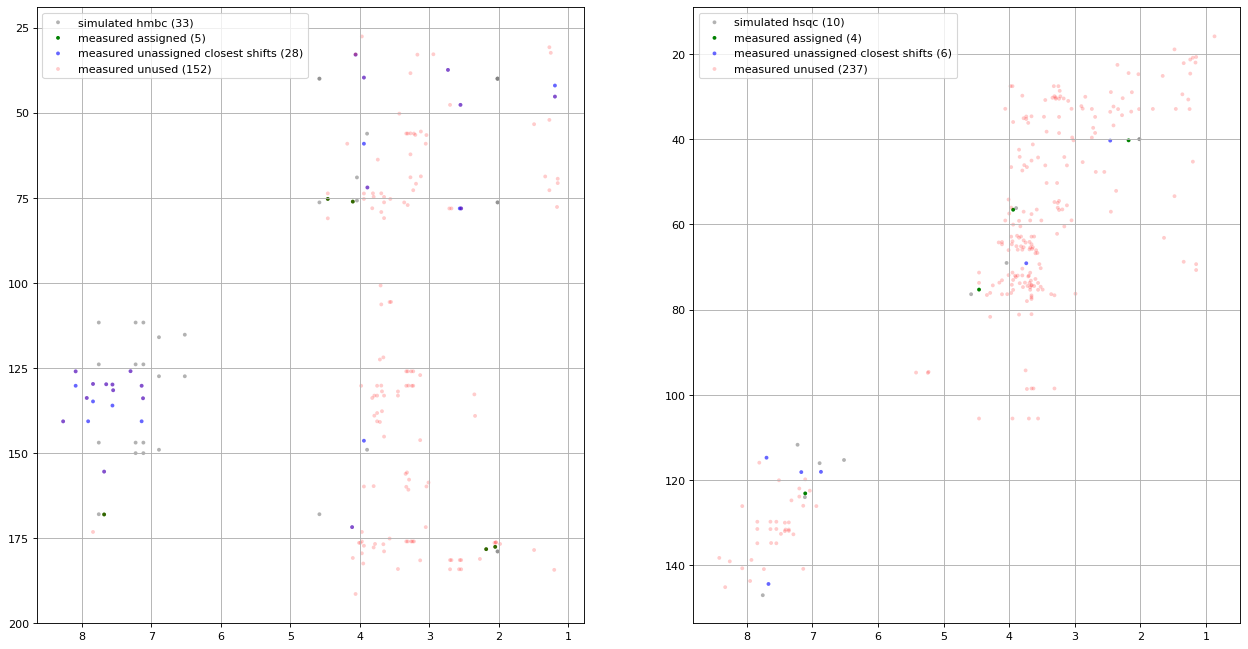 simulated hmbc (33)
measured assigned (5)
measured unassigned closest shifts (28)
measured unused (152)
25
50
75
100
125
150
175
200
8 7 6 5 4 3 2 1
simulated hsqc (10)
measured assigned (4)
measured unassigned closest shifts (6)
measured unused (237)
20
40
60
80
100
120
140
8 7 6 5 4 3 2 1